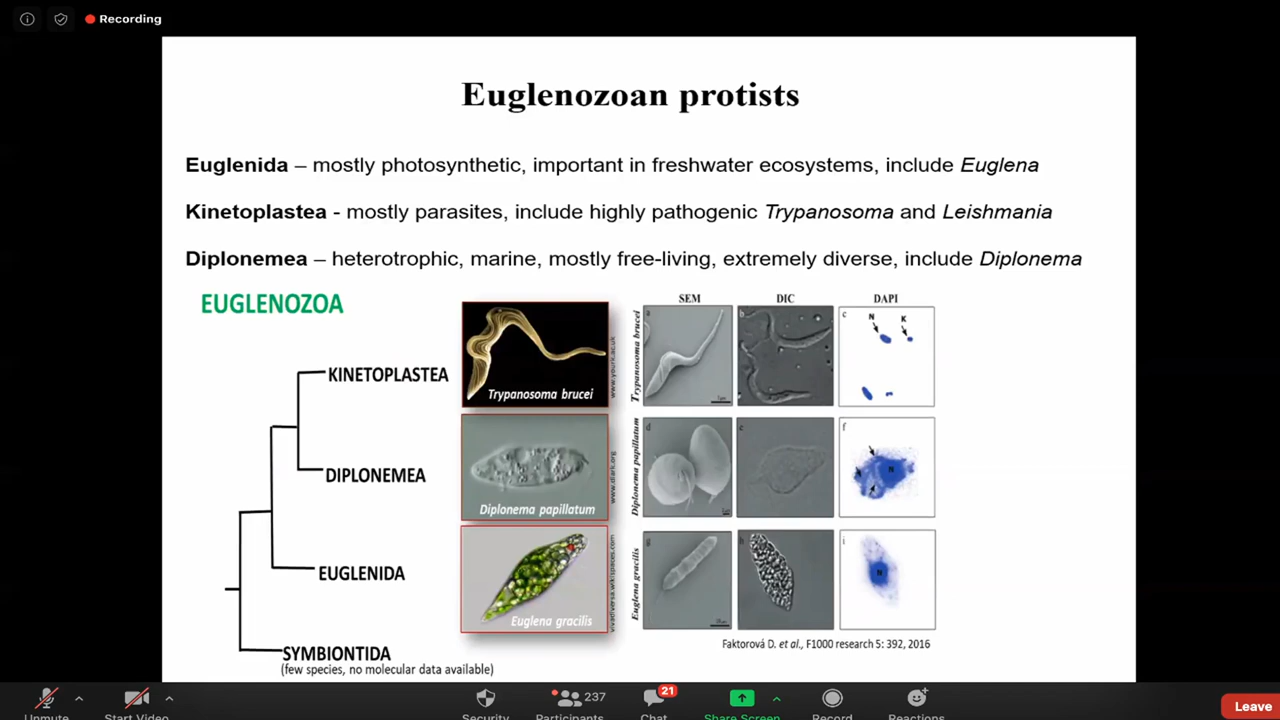 Recording
Euglenozoan protists
Euglenida – mostly photosynthetic, important in freshwater ecosystems, include Euglena
Kinetoplastea - mostly parasites, include highly pathogenic Trypanosoma and Leishmania
Diplonemea – heterotrophic, marine, mostly free-living, extremely diverse, include Diplonema
EUGLENOZOA
KINETOPLASTEA
DIPLONEMEA
EUGLENIDA
SYMBIONTIDA
(few species, no molecular data available)
Trypanosoma brucei
Diplonema papillatum
Euglena gracilis
SEM DIC DAPI
Trypanosoma brucei
a b c N K
Diplonema papillatum
d e f N
Euglena gracilis
g h i N
Faktorová D. et al., F1000 research 5: 392, 2016
Unmute
Start Video
Security
237
Participants
21
Chat
Share Screen
Record
Reactions
Leave